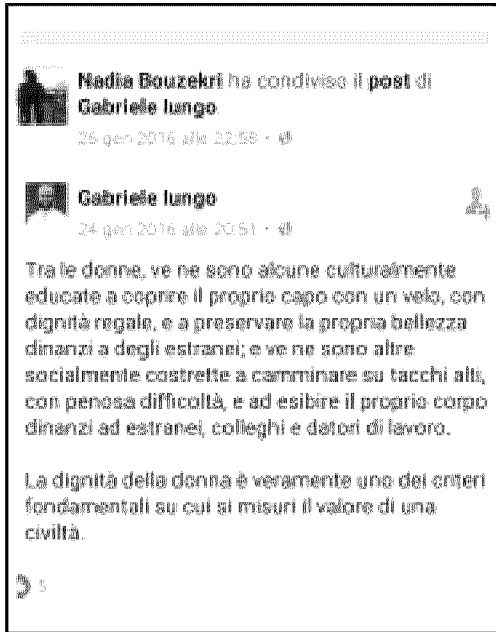 Nadia Bouzekri ha condiviso il post di
Gabriele Iungo.
26 gen 2016 alle 22:58 ·
Gabriele Iungo
24 gen 2016 alle 20:51 ·
Tra le donne, ve ne sono alcune culturalmente
educate a coprire il proprio capo con un velo, con
dignità regale, e a preservare la propria bellezza
dinanzi a degli estranei; e ve ne sono altre
socialmente costrette a camminare su tacchi alti,
con penosa difficoltà, e ad esibire il proprio corpo
dinanzi ad estranei, colleghi e datori di lavoro.
La dignità della donna è veramente uno dei criteri
fondamentali su cui si misuri il valore di una
civiltà.
5